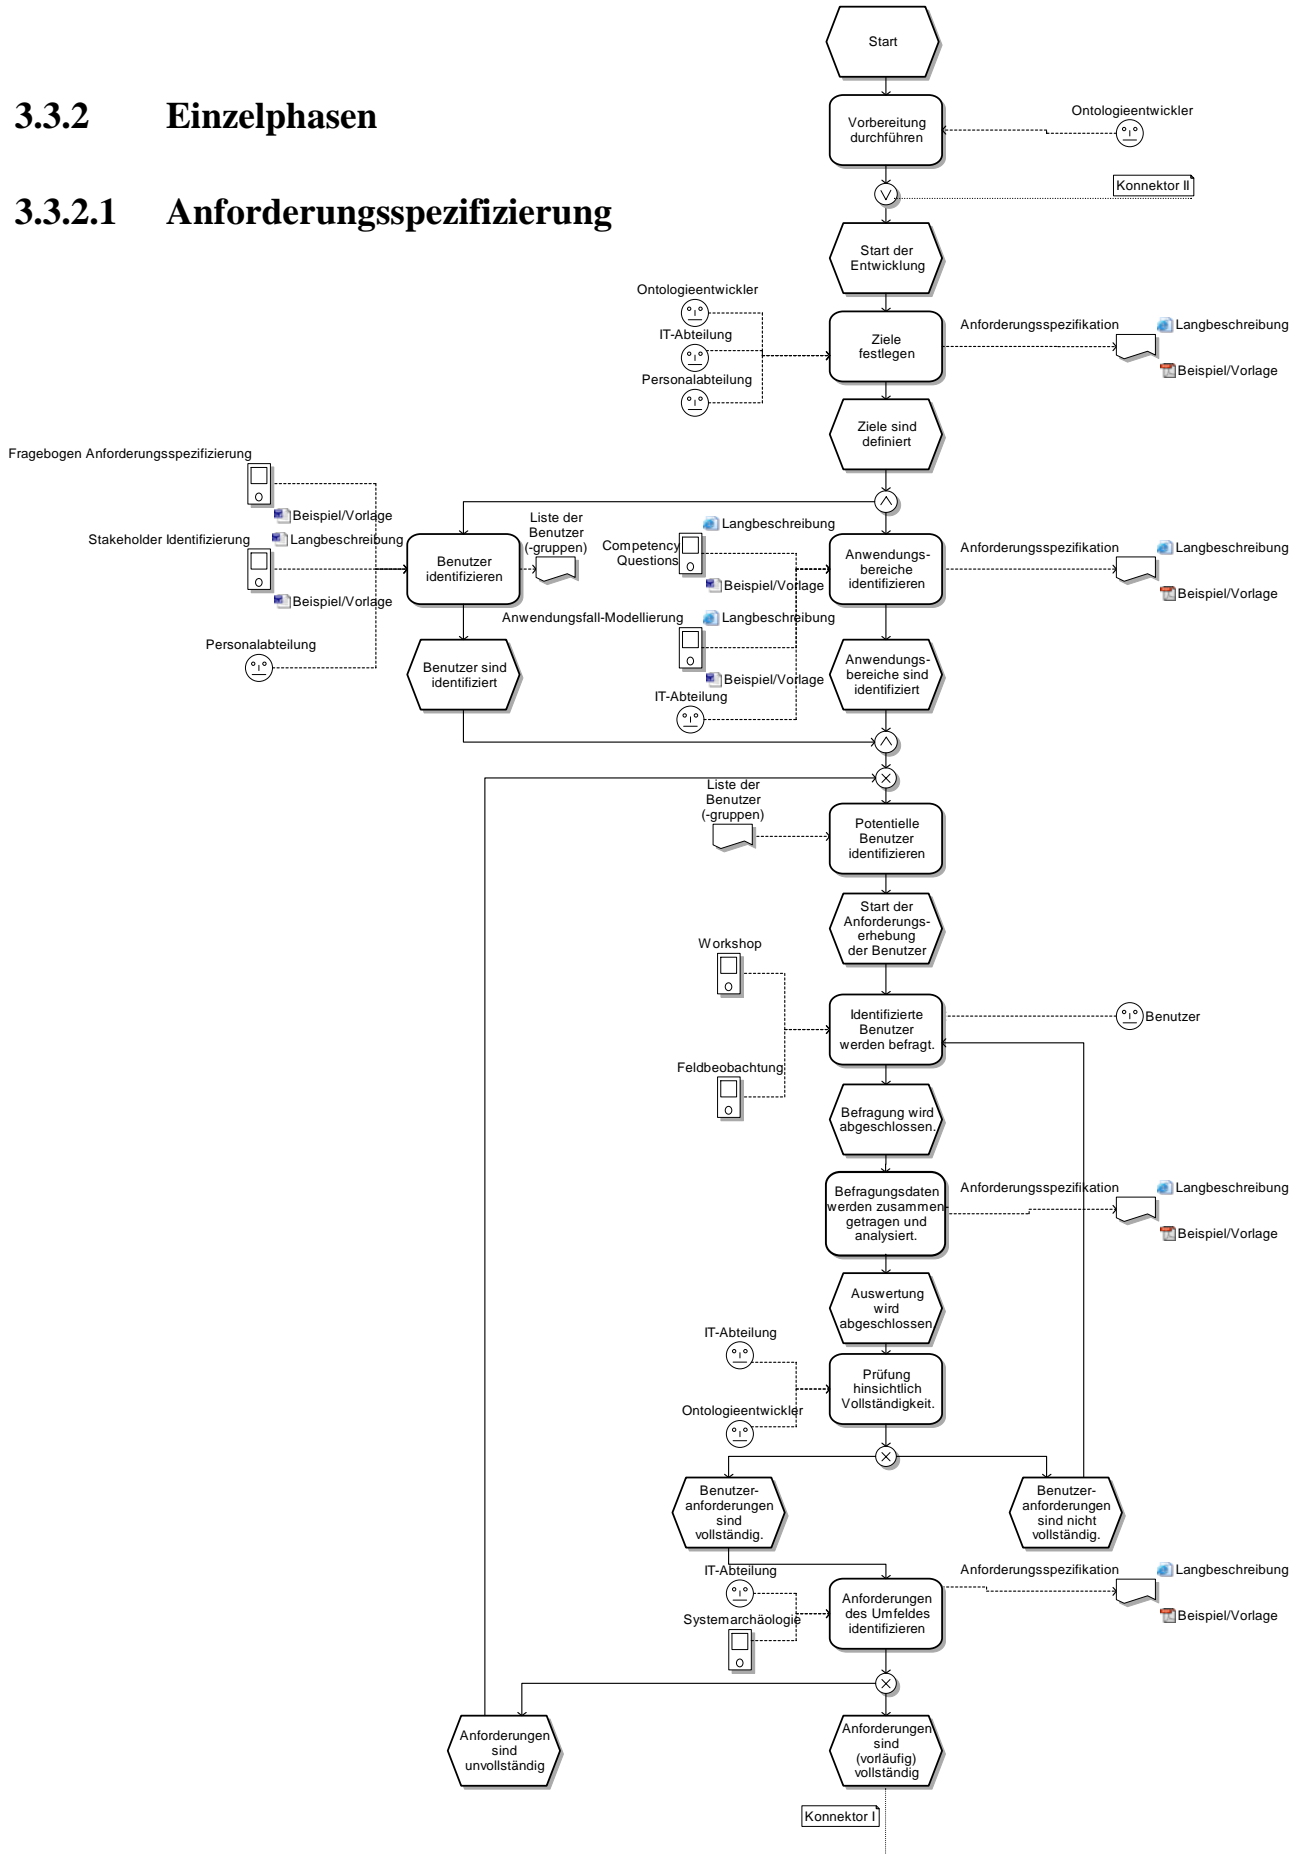 Start
3.3.2 Einzelphasen
Vorbereitung
durchführen
Ontologieentwickler
Konnektor II
3.3.2.1 Anforderungsspezifizierung
Start der
Entwicklung
Ontologieentwickler
IT-Abteilung
Personalabteilung
Ziele
festlegen
Anforderungsspezifikation
Langbeschreibung
Beispiel/Vorlage
Ziele sind
definiert
Fragebogen Anforderungsspezifizierung
Beispiel/Vorlage
Stakeholder Identifizierung
Langbeschreibung
Beispiel/Vorlage
Personalabteilung
Benutzer
identifizieren
Liste der
Benutzer
(-gruppen)
Benutzer sind
identifiziert
Langbeschreibung
Competency
Questions
Beispiel/Vorlage
Anwendungsfall-Modellierung
Langbeschreibung
Beispiel/Vorlage
IT-Abteilung
Anwendungs-
bereiche
identifizieren
Anforderungsspezifikation
Langbeschreibung
Beispiel/Vorlage
Anwendungs-
bereiche sind
identifiziert
Liste der
Benutzer
(-gruppen)
Potentielle
Benutzer
identifizieren
Start der
Anforderungs-
erhebung
der Benutzer
Workshop
Feldbeobachtung
Identifizierte
Benutzer
werden befragt.
Benutzer
Befragung wird
abgeschlossen.
Befragungsdaten
werden zusammen
getragen und
analysiert.
Anforderungsspezifikation
Langbeschreibung
Beispiel/Vorlage
Auswertung
wird
abgeschlossen.
IT-Abteilung
Ontologieentwickler
Prüfung
hinsichtlich
Vollständigkeit.
Benutzer-
anforderungen
sind
vollständig.
Benutzer-
anforderungen
sind nicht
vollständig.
IT-Abteilung
Systemarchäologie
Anforderungen
des Umfeldes
identifizieren
Anforderungsspezifikation
Langbeschreibung
Beispiel/Vorlage
Anforderungen
sind
unvollständig
Anforderungen
sind
(vorläufig)
vollständig
Konnektor I